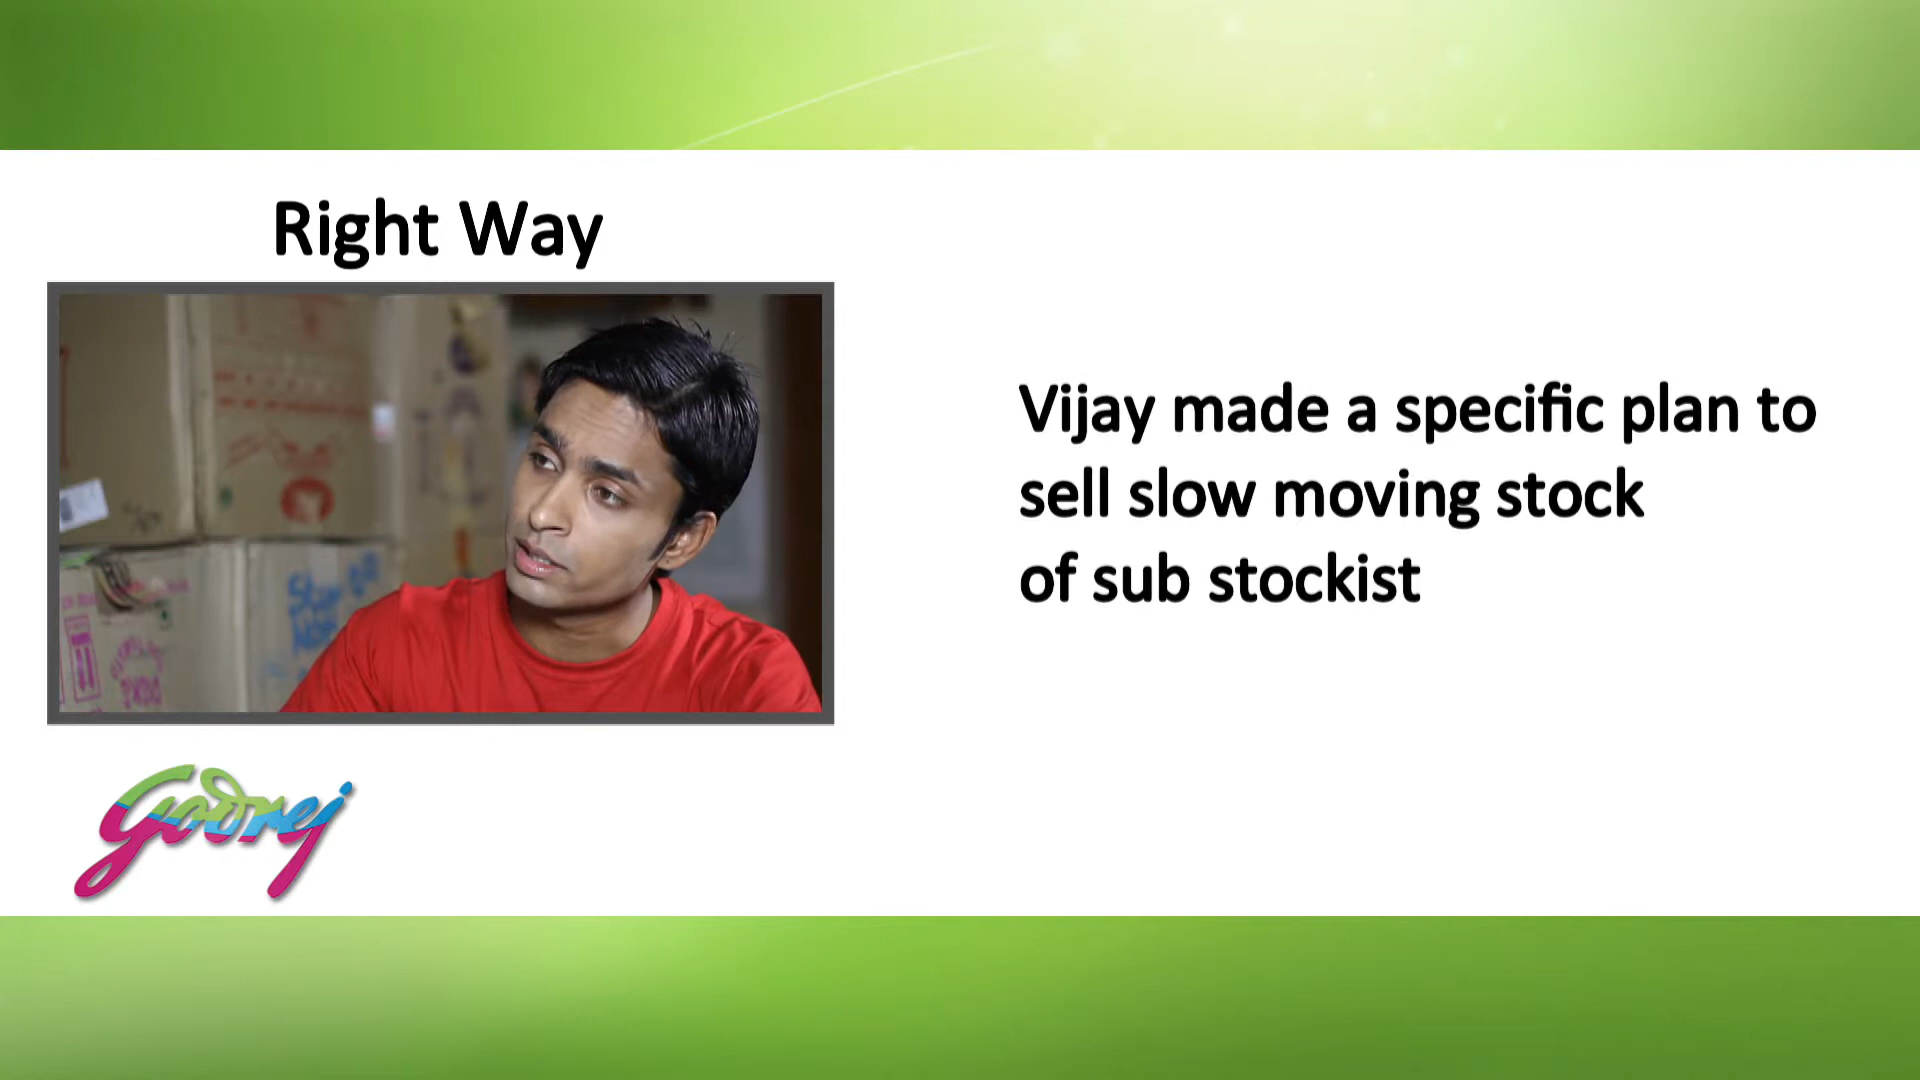 Right Way
Vijay made a specific plan to
sell slow moving stock
of sub stockist
Godrej